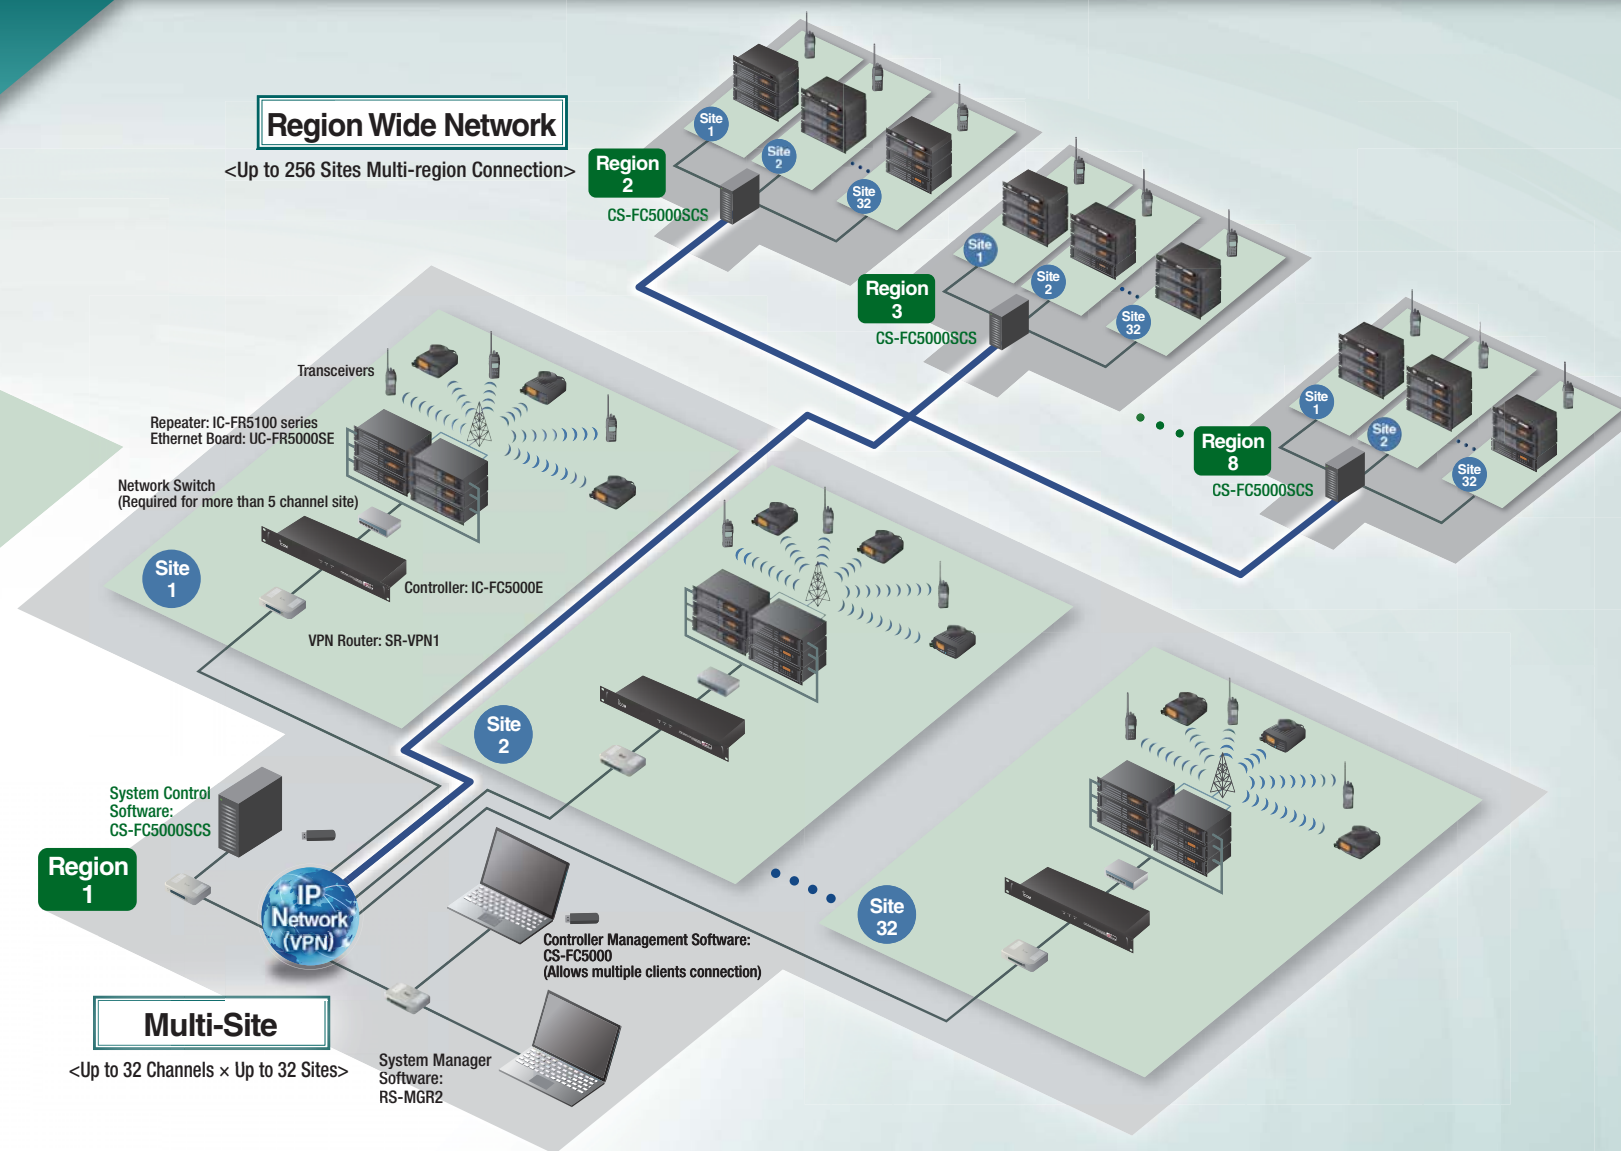 Region Wide Network
<Up to 256 Sites Multi-region Connection>
Region
2
CS-FC5000SCS
Site
1
Site
2
Site
32
Region
3
CS-FC5000SCS
Site
1
Site
2
Site
32
Region
8
CS-FC5000SCS
Site
1
Site
2
Site
32
Transceivers
Repeater: IC-FR5100 series
Ethernet Board: UC-FR5000SE
Network Switch
(Required for more than 5 channel site)
Site
1
Controller: IC-FC5000E
VPN Router: SR-VPN1
Site
2
Site
32
System Control
Software:
CS-FC5000SCS
Region
1
IP
Network
(VPN)
Controller Management Software:
CS-FC5000
(Allows multiple clients connection)
Multi-Site
<Up to 32 Channels × Up to 32 Sites>
System Manager
Software:
RS-MGR2